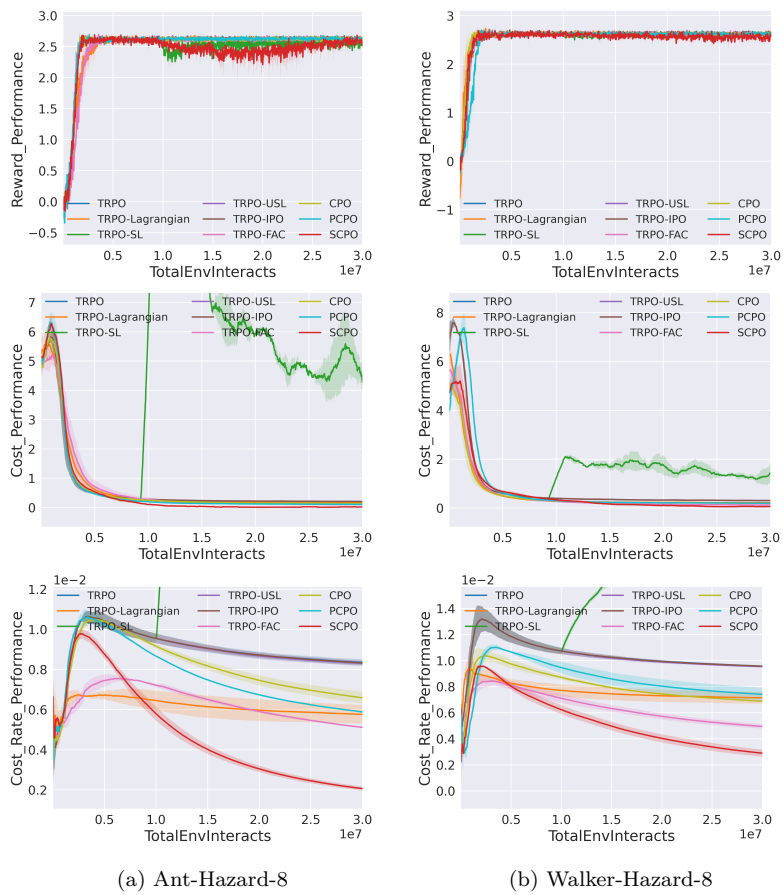 3.0
2.5
2.0
1.5
1.0
0.5
0.0
−0.5
Reward_Performance
TRPO
TRPO-Lagrangian
TRPO-SL
TRPO-USL
TRPO-IPO
TRPO-FAC
CPO
PCPO
SCPO
0.5 1.0 1.5 2.0 2.5 3.0
TotalEnvInteracts
1e7
3
2
1
0
−1
Reward_Performance
TRPO
TRPO-Lagrangian
TRPO-SL
TRPO-USL
TRPO-IPO
TRPO-FAC
CPO
PCPO
SCPO
0.5 1.0 1.5 2.0 2.5 3.0
TotalEnvInteracts
1e7
7
6
5
4
3
2
1
0
Cost_Performance
TRPO
TRPO-Lagrangian
TRPO-SL
TRPO-USL
TRPO-IPO
TRPO-FAC
CPO
PCPO
SCPO
0.5 1.0 1.5 2.0 2.5 3.0
TotalEnvInteracts
1e7
8
6
4
2
0
Cost_Performance
TRPO
TRPO-Lagrangian
TRPO-SL
TRPO-USL
TRPO-IPO
TRPO-FAC
CPO
PCPO
SCPO
0.5 1.0 1.5 2.0 2.5 3.0
TotalEnvInteracts
1e7
1e−2
1.2
1.0
0.8
0.6
0.4
0.2
Cost_Rate_Performance
TRPO
TRPO-Lagrangian
TRPO-SL
TRPO-USL
TRPO-IPO
TRPO-FAC
CPO
PCPO
SCPO
0.5 1.0 1.5 2.0 2.5 3.0
TotalEnvInteracts
1e7
1e−2
1.4
1.2
1.0
0.8
0.6
0.4
0.2
0.0
Cost_Rate_Performance
TRPO
TRPO-Lagrangian
TRPO-SL
TRPO-USL
TRPO-IPO
TRPO-FAC
CPO
PCPO
SCPO
0.5 1.0 1.5 2.0 2.5 3.0
TotalEnvInteracts
1e7
(a) Ant-Hazard-8
(b) Walker-Hazard-8